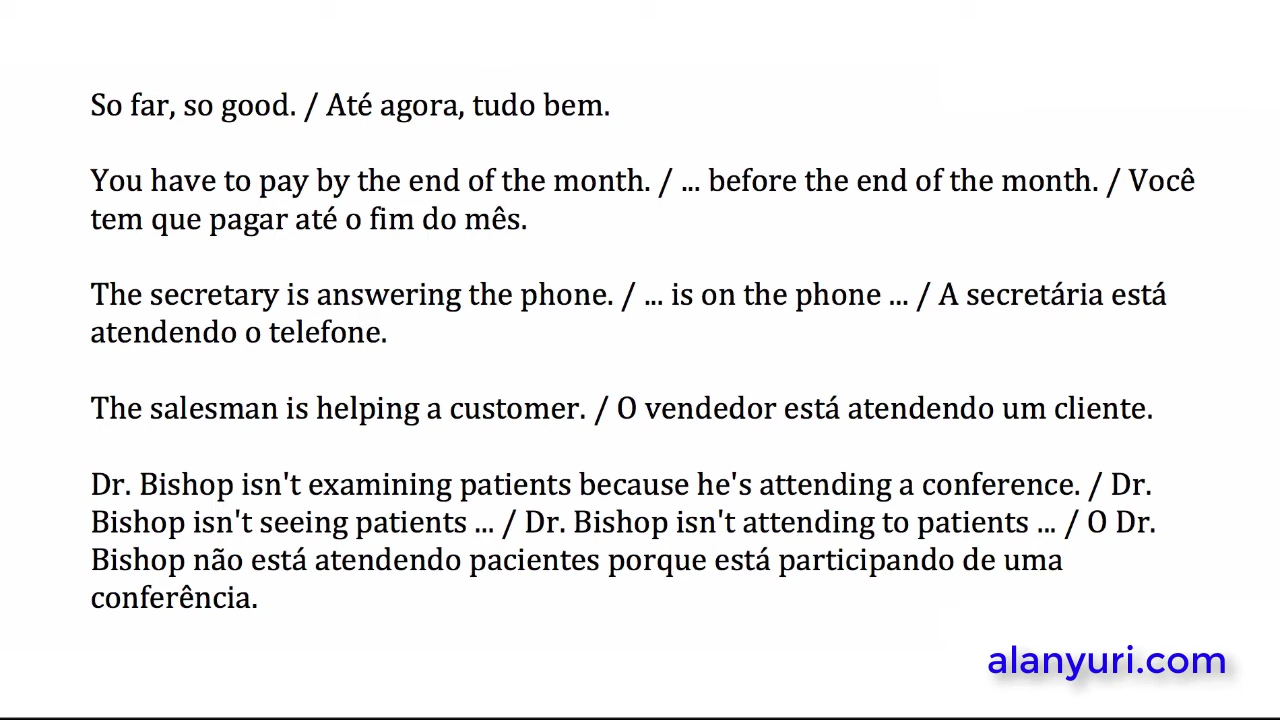 So far, so good. / Até agora, tudo bem.
You have to pay by the end of the month. / ... before the end of the month. / Você
tem que pagar até o fim do mês.
The secretary is answering the phone. / ... is on the phone ... / A secretária está
atendendo o telefone.
The salesman is helping a customer. / O vendedor está atendendo um cliente.
Dr. Bishop isn't examining patients because he's attending a conference. / Dr.
Bishop isn't seeing patients ... / Dr. Bishop isn't attending to patients ... / O Dr.
Bishop não está atendendo pacientes porque está participando de uma
conferência.
alanyuri.com